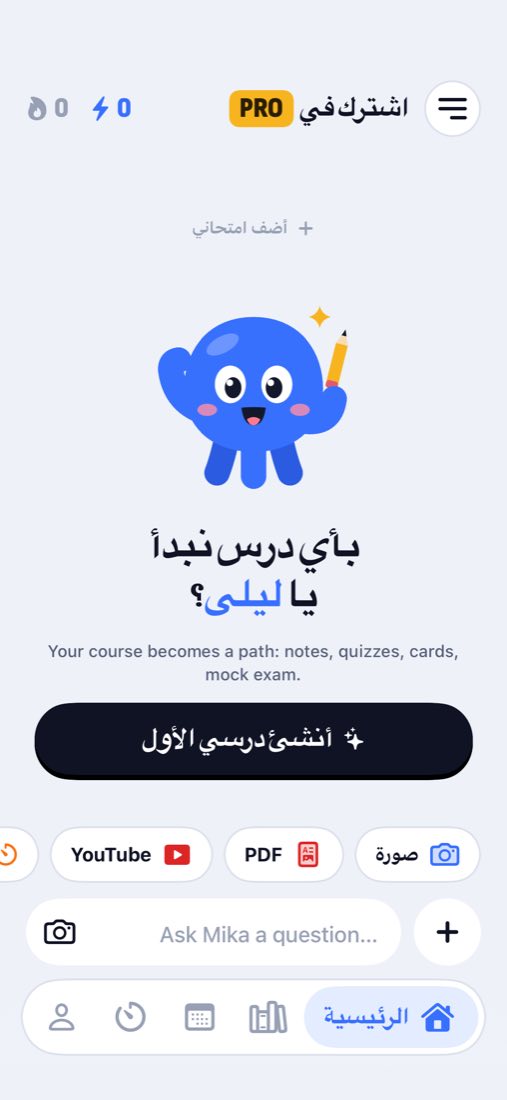 اشترك في PRO
0
0
+ أضف امتحاني
بأي درس نبدأ
يا ليلى؟
Your course becomes a path: notes, quizzes, cards,
mock exam.
أنشئ درسي الأول
صورة
PDF
YouTube
Ask Mika a question...
الرئيسية